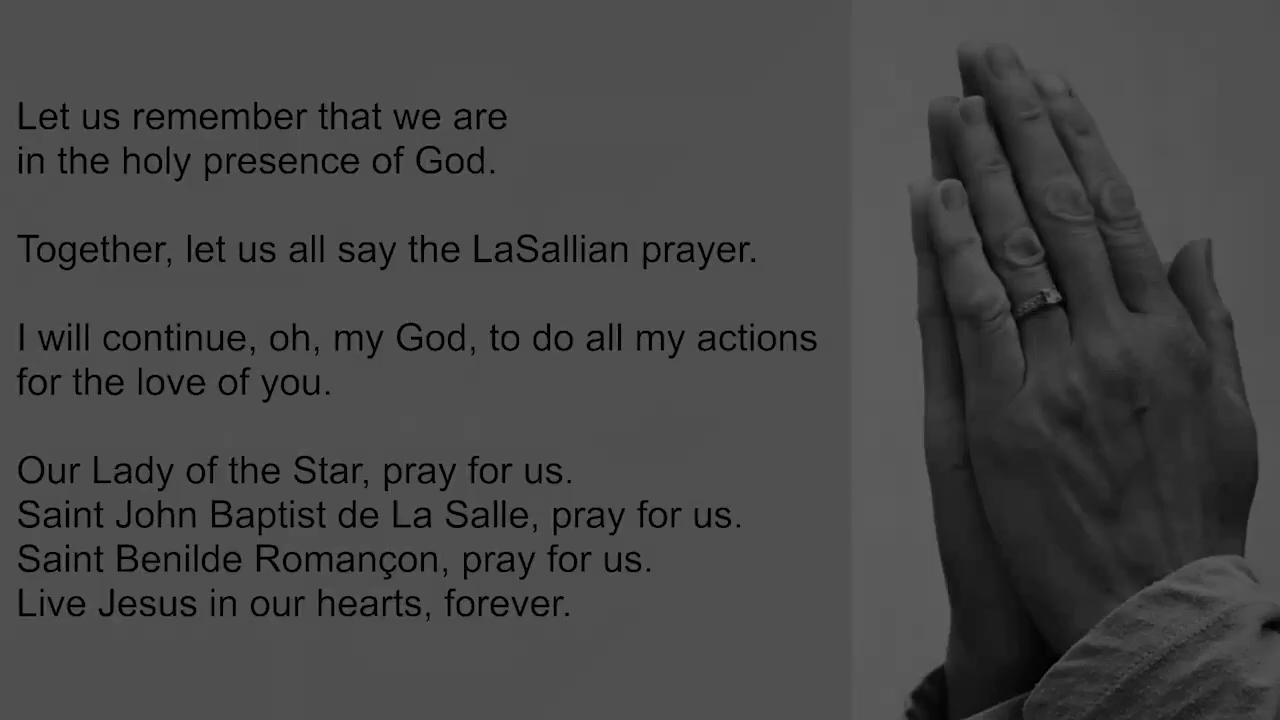 Let us remember that we are
in the holy presence of God.
Together, let us all say the LaSallian prayer.
I will continue, oh, my God, to do all my actions
for the love of you.
Our Lady of the Star, pray for us.
Saint John Baptist de La Salle, pray for us.
Saint Benilde Romançon, pray for us.
Live Jesus in our hearts, forever.